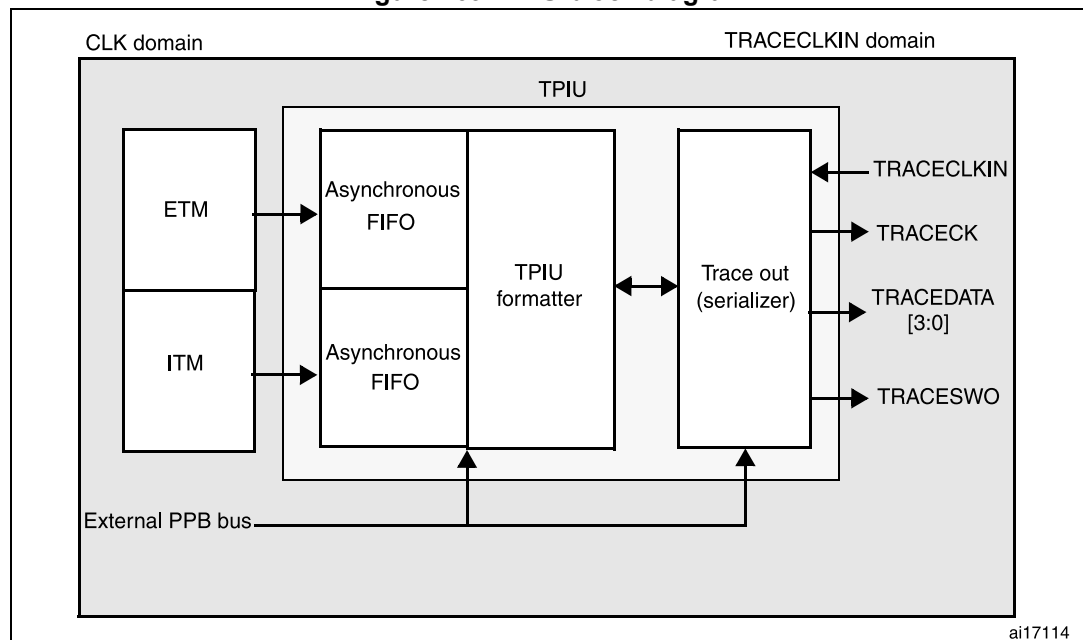 CLK domain
TRACECLKIN domain
TPIU
ETM
Asynchronous
FIFO
TPIU
formatter
Trace out
(serializer)
TRACECLKIN
TRACECK
TRACEDATA
[3:0]
TRACESWO
ITM
Asynchronous
FIFO
External PPB bus
ai17114